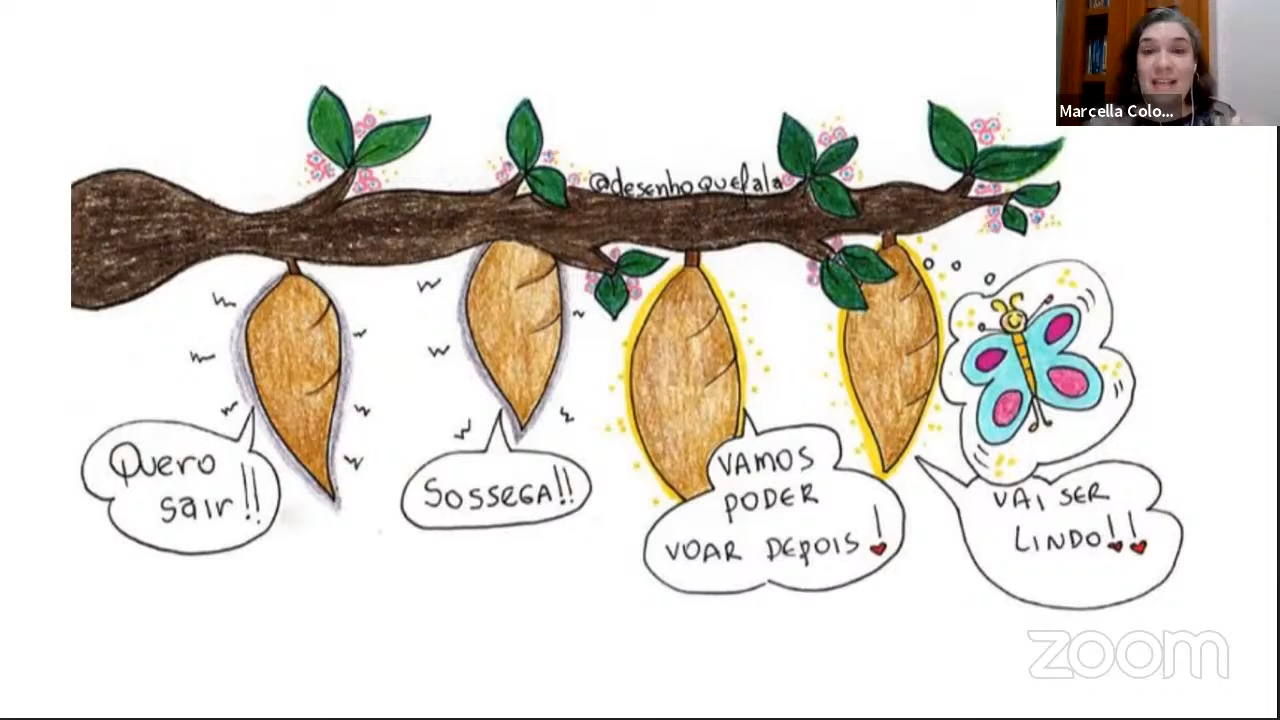 Marcella Colo...
@desenhoquefala
Quero
sair!!
SOSSEGA!!
VAMOS
PODER
VOAR DEPOIS!
VAI SER
LINDO!!
zoom